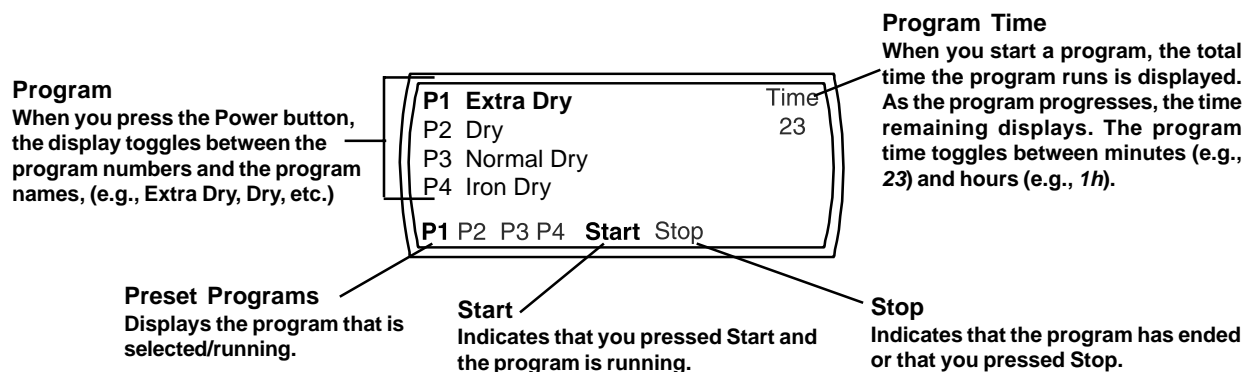 Program Time
When you start a program, the total
time the program runs is displayed.
As the program progresses, the time
remaining displays. The program
time toggles between minutes (e.g.,
23) and hours (e.g., 1h).
Program
When you press the Power button,
the display toggles between the
program numbers and the program
names, (e.g., Extra Dry, Dry, etc.)
P1 Extra Dry
P2 Dry
P3 Normal Dry
P4 Iron Dry
Time
23
P1 P2 P3 P4 Start Stop
Preset Programs
Displays the program that is
selected/running.
Start
Indicates that you pressed Start and
the program is running.
Stop
Indicates that the program has ended
or that you pressed Stop.